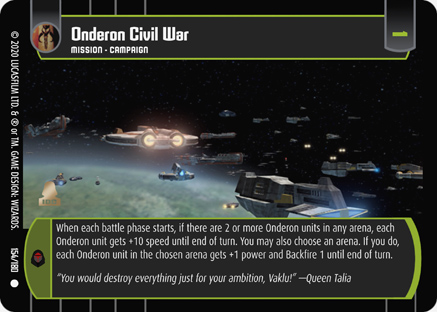 Onderon Civil War
MISSION • CAMPAIGN
When each battle phase starts, if there are 2 or more Onderon units in any arena, each
Onderon unit gets +10 speed until end of turn. You may also choose an arena. If you do,
each Onderon unit in the chosen arena gets +1 power and Backfire 1 until end of turn.
“You would destroy everything just for your ambition, Vaklu!” —Queen Talia
© 2020 LUCASFILM LTD. & ® or TM. GAME DESIGN: WIZARDS.
154/180